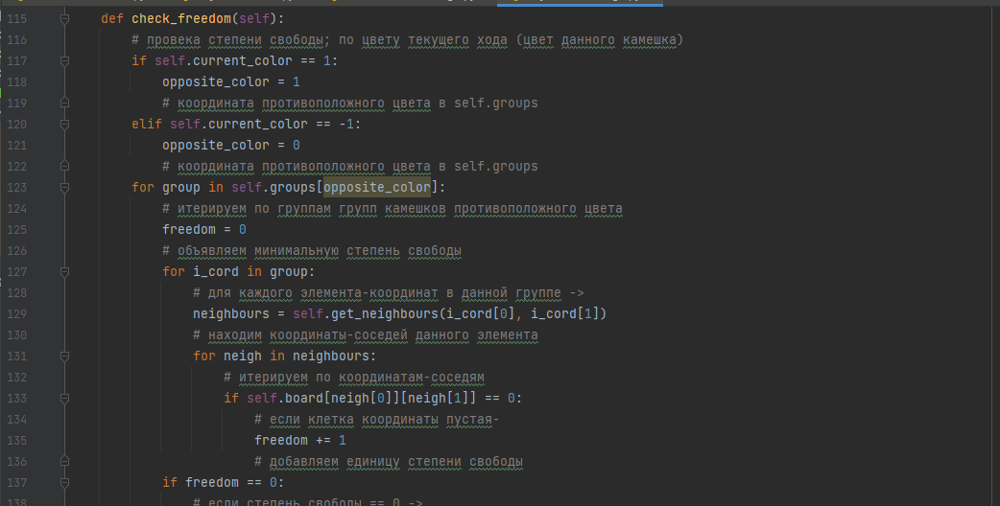 115 def check_freedom(self):
116 # провека степени свободы; по цвету текущего хода (цвет данного камешка)
117 if self.current_color == 1:
118 opposite_color = 1
119 # координата противоположного цвета в self.groups
120 elif self.current_color == -1:
121 opposite_color = 0
122 # координата противоположного цвета в self.groups
123 for group in self.groups[opposite_color]:
124 # итерируем по группам групп камешков противоположного цвета
125 freedom = 0
126 # объявляем минимальную степень свободы
127 for i_cord in group:
128 # для каждого элемента-координат в данной группе ->
129 neighbours = self.get_neighbours(i_cord[0], i_cord[1])
130 # находим координаты-соседей данного элемента
131 for neigh in neighbours:
132 # итерируем по координатам-соседям
133 if self.board[neigh[0]][neigh[1]] == 0:
134 # если клетка координаты пустая-
135 freedom += 1
136 # добавляем единицу степени свободы
137 if freedom == 0:
138 # если степень свободы == 0 ->